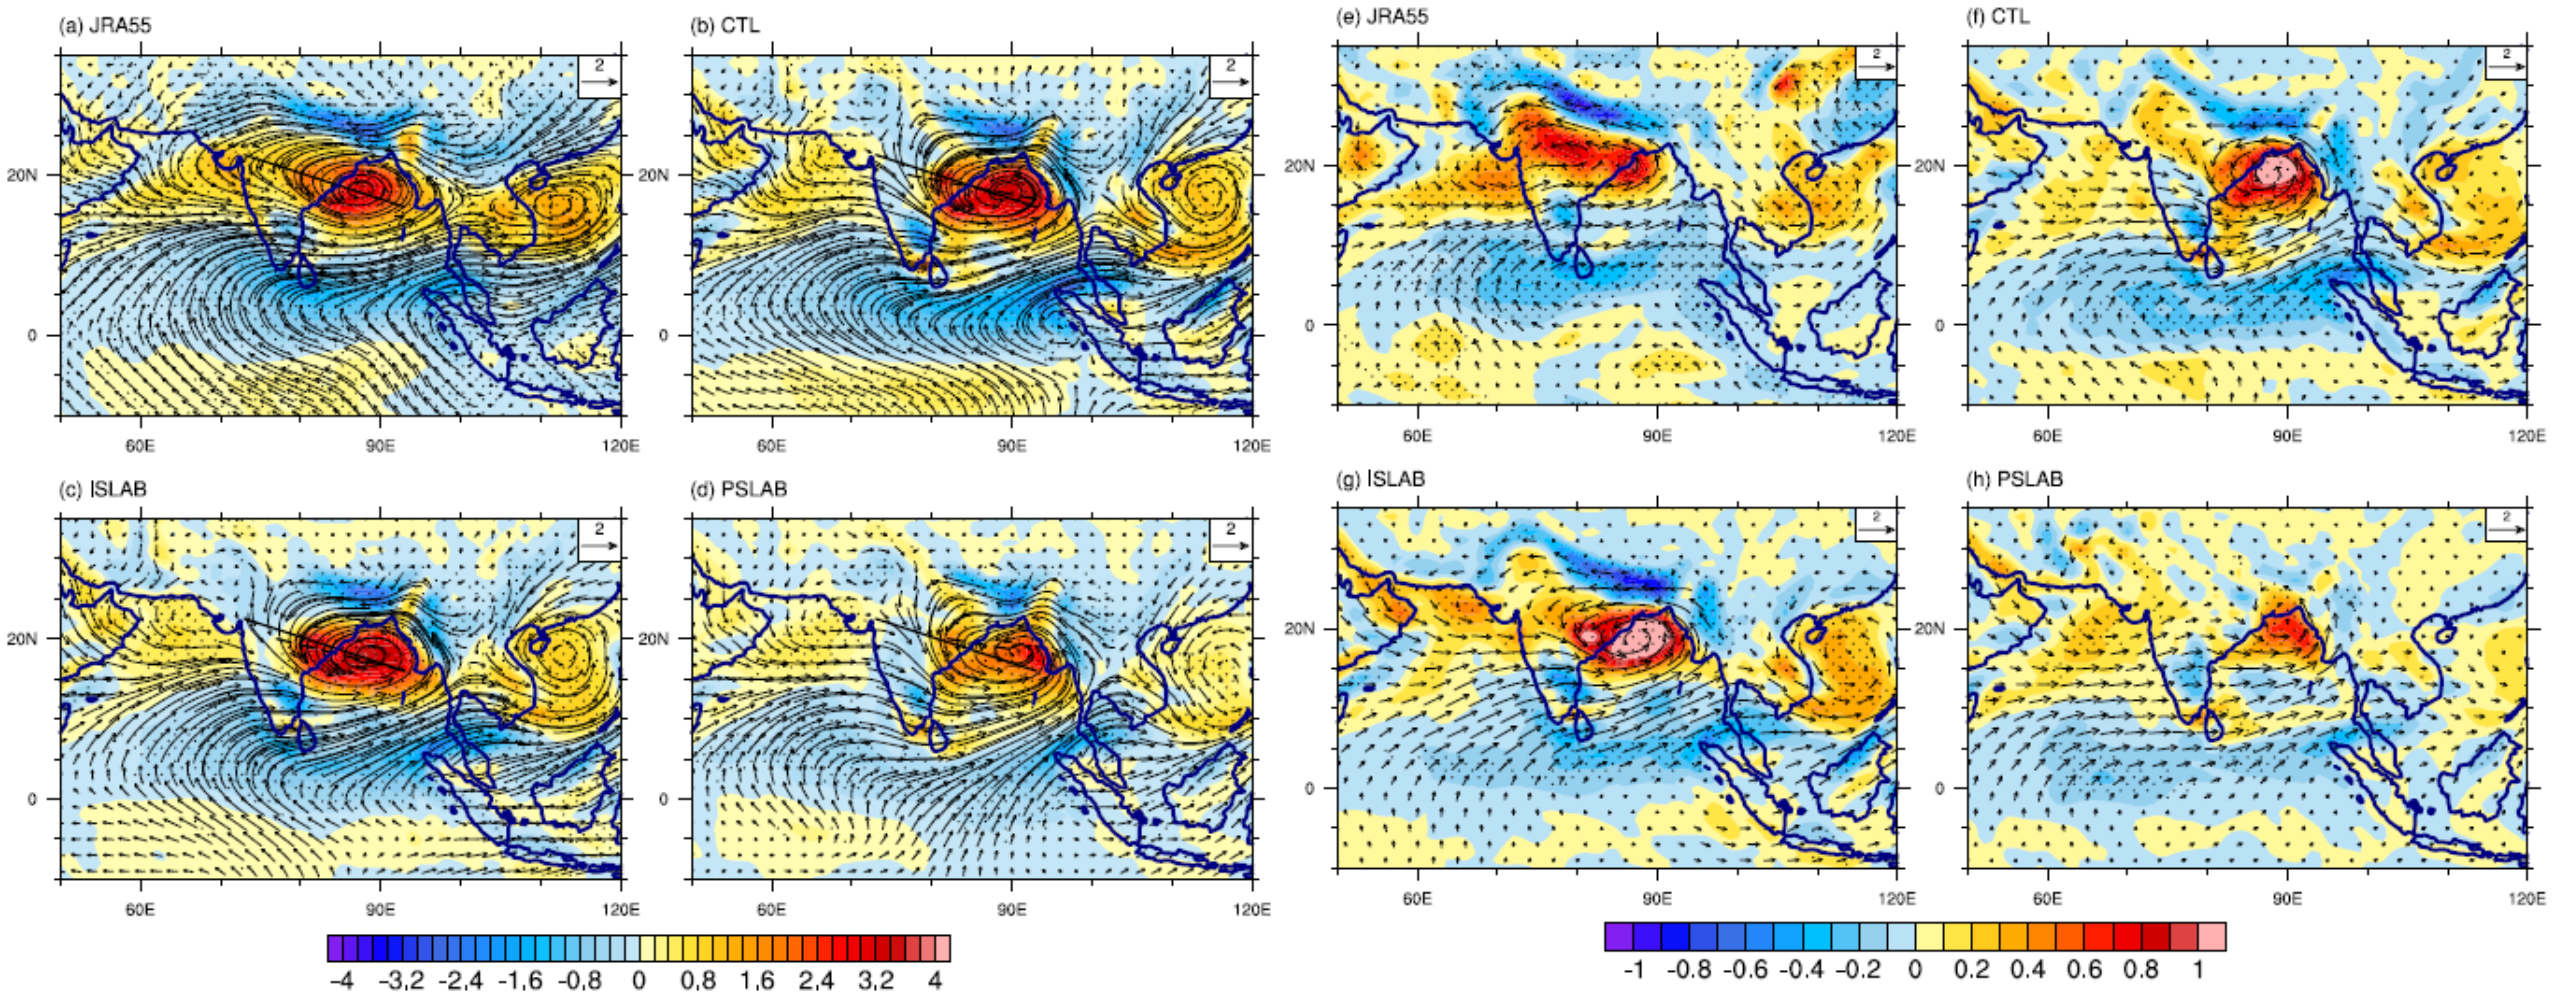 (a) JRA55
2
20N
0
60E 90E 120E
(b) CTL
2
20N
0
60E 90E 120E
(c) ISLAB
2
20N
0
60E 90E 120E
(d) PSLAB
2
20N
0
60E 90E 120E
-4 -3.2 -2.4 -1.6 -0.8 0 0.8 1.6 2.4 3.2 4
(e) JRA55
2
20N
0
60E 90E 120E
(f) CTL
2
20N
0
60E 90E 120E
(g) ISLAB
2
20N
0
60E 90E 120E
(h) PSLAB
2
20N
0
60E 90E 120E
-1 -0.8 -0.6 -0.4 -0.2 0 0.2 0.4 0.6 0.8 1